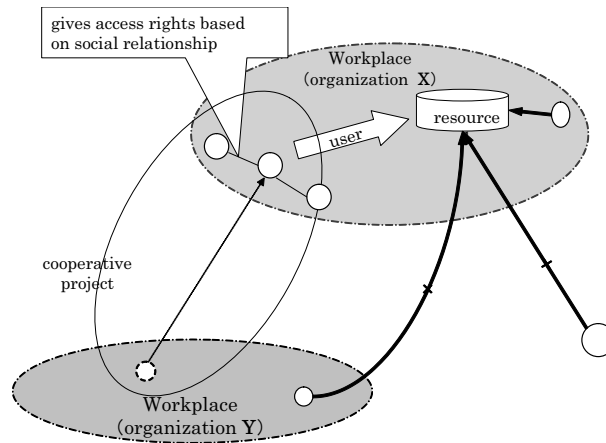 gives access rights based
on social relationship
Workplace
(organization X)
resource
user
cooperative
project
Workplace
(organization Y)